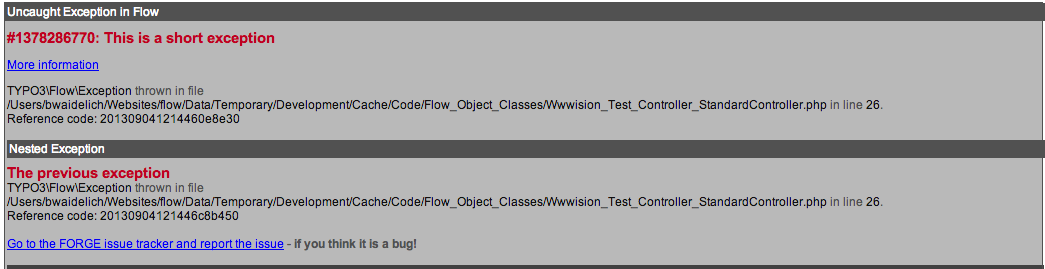 Uncaught Exception in Flow
#1378286770: This is a short exception
More information
TYPO3\Flow\Exception thrown in file
/Users/bwaidelich/Websites/flow/Data/Temporary/Development/Cache/Code/Flow_Object_Classes/Wwwision_Test_Controller_StandardController.php in line 26.
Reference code: 201309041214460e8e30
Nested Exception
The previous exception
TYPO3\Flow\Exception thrown in file
/Users/bwaidelich/Websites/flow/Data/Temporary/Development/Cache/Code/Flow_Object_Classes/Wwwision_Test_Controller_StandardController.php in line 26.
Reference code: 20130904121446c8b450
Go to the FORGE issue tracker and report the issue - if you think it is a bug!